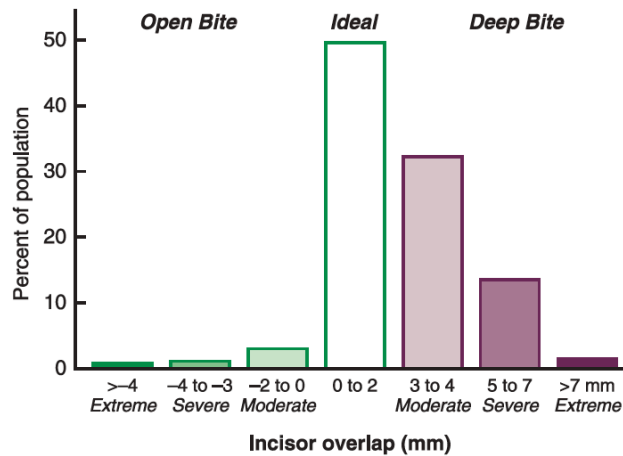 Open Bite Ideal Deep Bite
Percent of population
50
40
30
20
10
0
>–4 –4 to –3 –2 to 0 0 to 2 3 to 4 5 to 7 >7 mm
Extreme Severe Moderate Moderate Severe Extreme
Incisor overlap (mm)